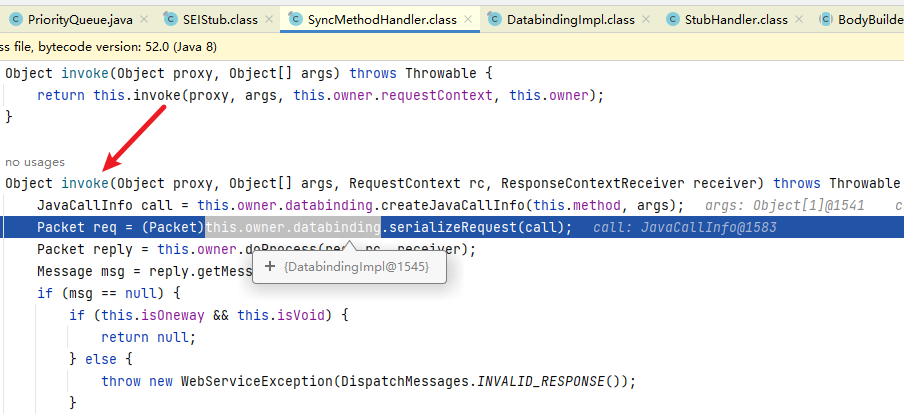 PriorityQueue.java × SEIStub.class × SyncMethodHandler.class × DatabindingImpl.class × StubHandler.class × BodyBuilde
ss file, bytecode version: 52.0 (Java 8)
Object invoke(Object proxy, Object[] args) throws Throwable {
return this.invoke(proxy, args, this.owner.requestContext, this.owner);
}
no usages
Object invoke(Object proxy, Object[] args, RequestContext rc, ResponseContextReceiver receiver) throws Throwable
JavaCallInfo call = this.owner.databinding.createJavaCallInfo(this.method, args); args: Object[1]@1541 c
Packet req = (Packet)this.owner.databinding.serializeRequest(call); call: JavaCallInfo@1583
Packet reply = this.owner.doProcess(req, rc, receiver);
+ {DatabindingImpl@1545}
Message msg = reply.getMess
if (msg == null) {
if (this.isOneway && this.isVoid) {
return null;
} else {
throw new WebServiceException(DispatchMessages.INVALID_RESPONSE());
}